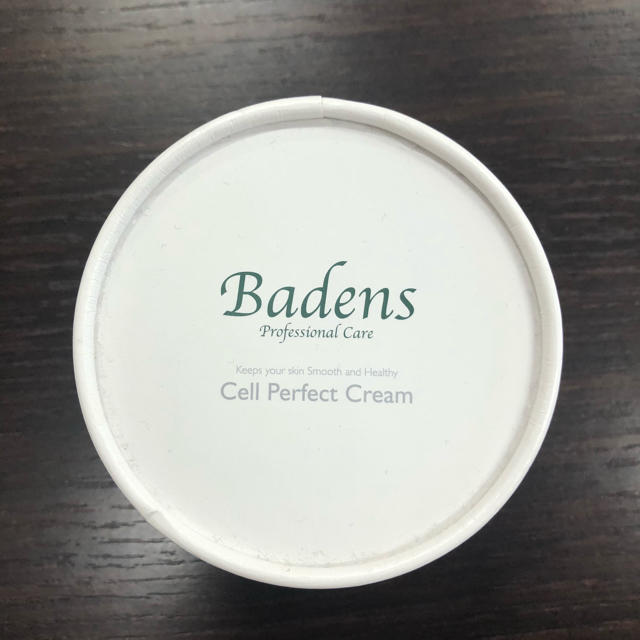 Badens
Professional Care
Keeps your skin Smooth and Healthy
Cell Perfect Cream